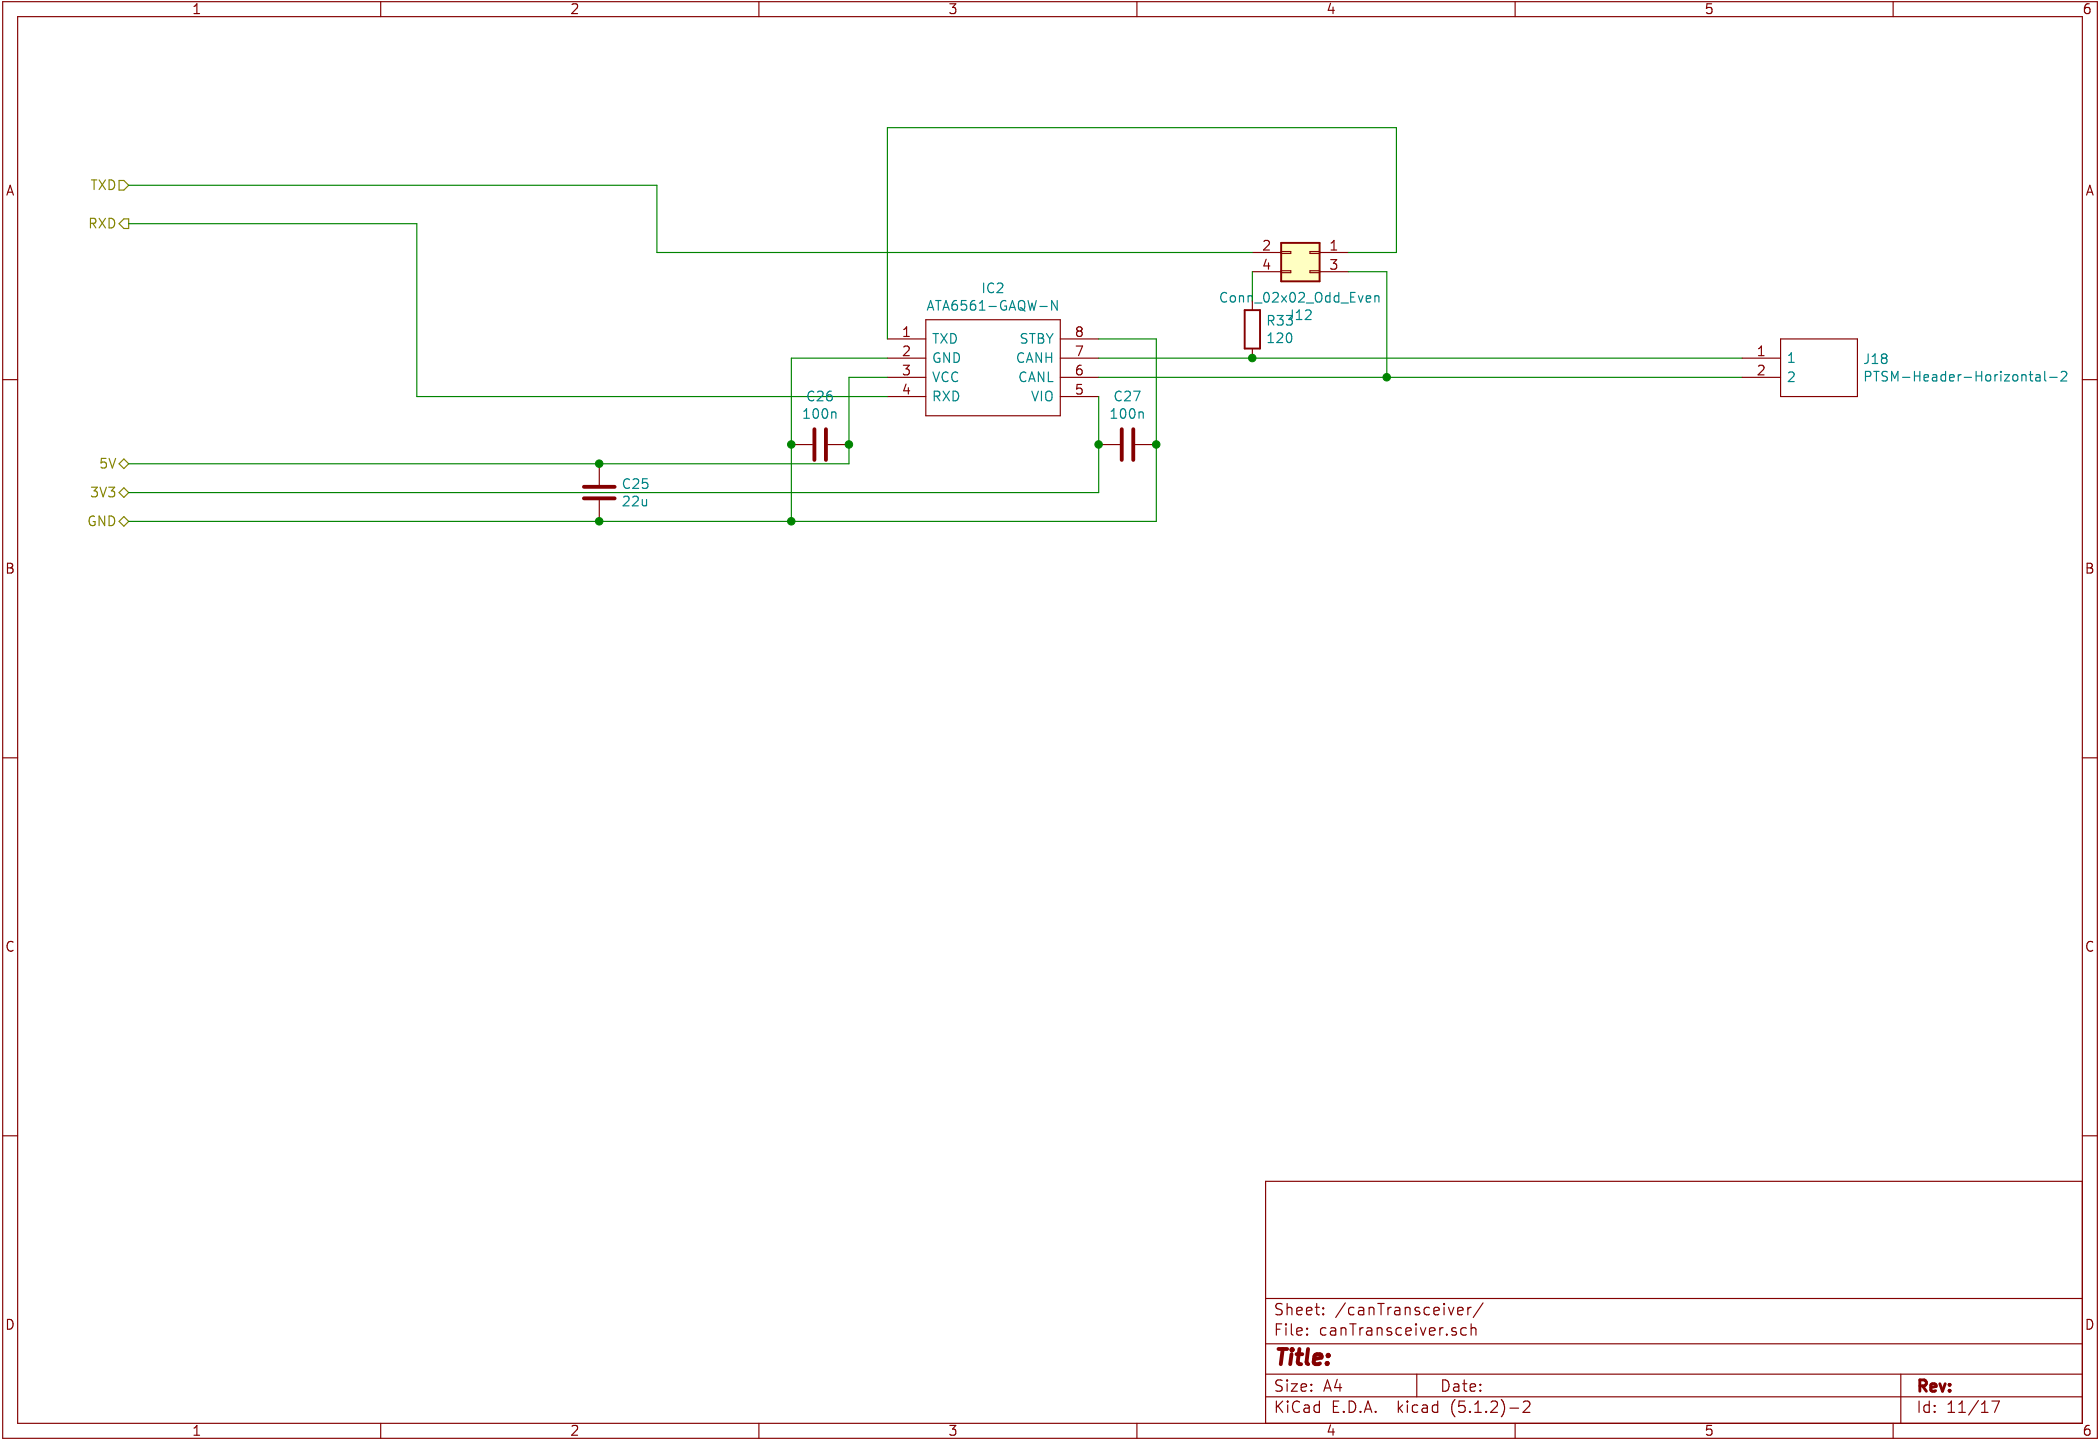 1 2 3 4 5 6
A A
TXD
RXD
2 1
4 3
Conn_02x02_Odd_Even
J12
R33
120
IC2
ATA6561-GAQW-N
1 TXD STBY 8
2 GND CANH 7
3 VCC CANL 6
4 RXD VIO 5
1 1
2 2
J18
PTSM-Header-Horizontal-2
C26
100n
C27
100n
5V
3V3
GND
C25
22u
B B
C C
D D
Sheet: /canTransceiver/
File: canTransceiver.sch
Title:
Size: A4 Date: Rev:
KiCad E.D.A. kicad (5.1.2)-2 Id: 11/17
1 2 3 4 5 6